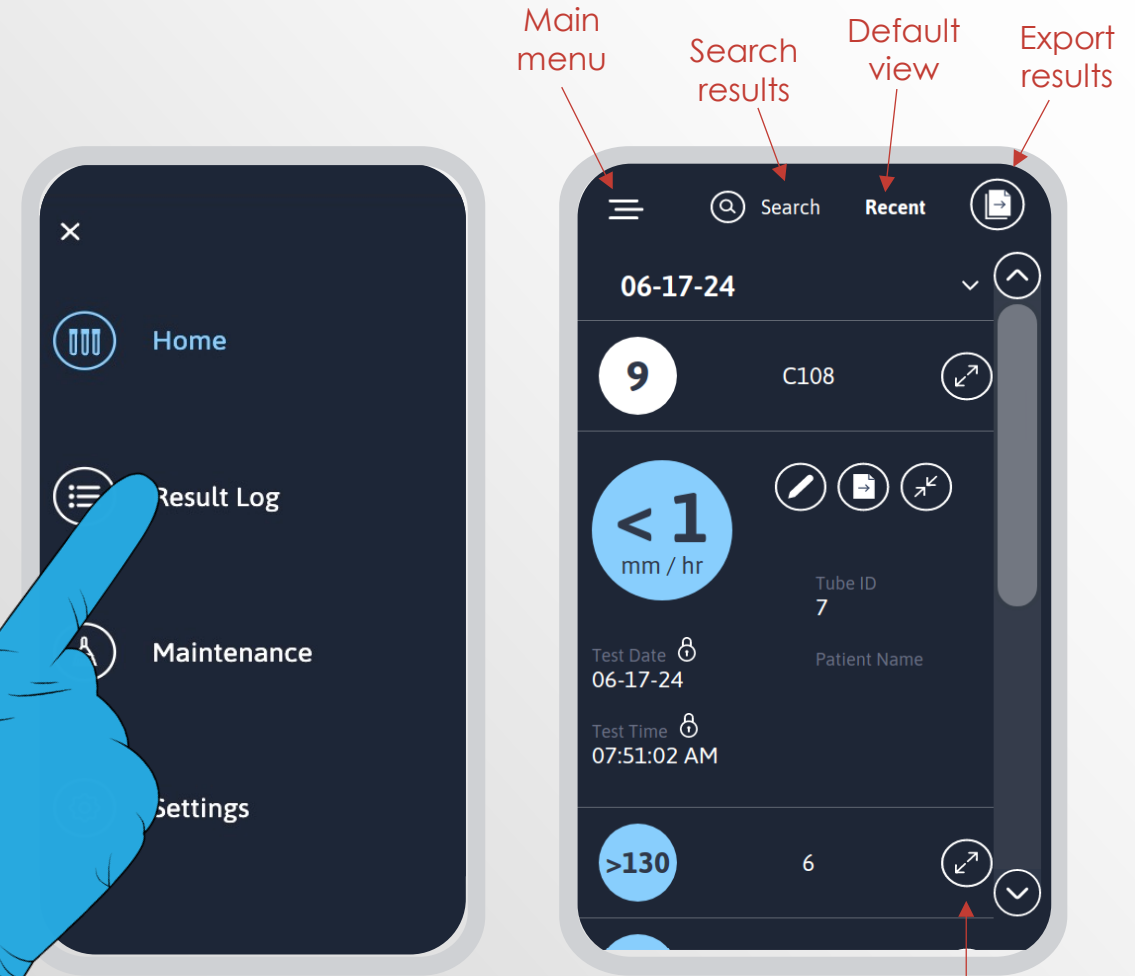 Main
menu
Search
results
Default
view
Export
results
Home
Result Log
Maintenance
Settings
Search
Recent
06-17-24
9
C108
< 1
mm / hr
Tube ID
7
Test Date
06-17-24
Patient Name
Test Time
07:51:02 AM
>130
6